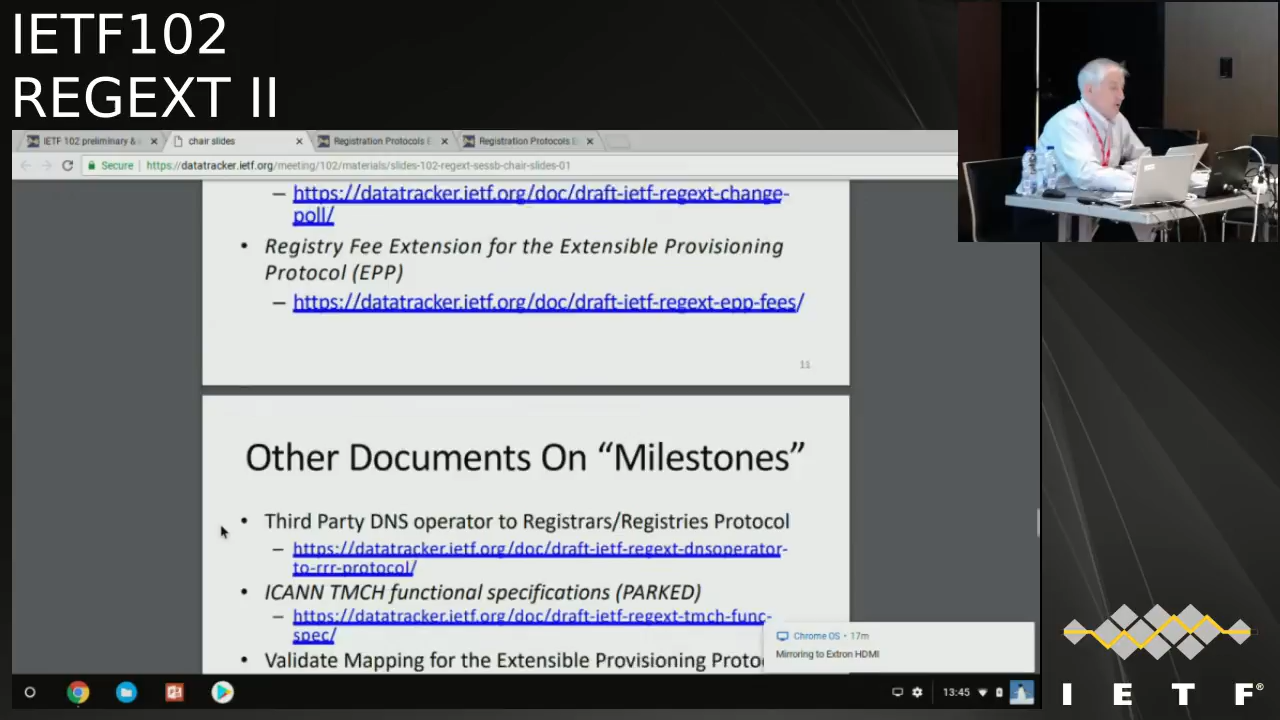 IETF102
REGEXT II
IETF 102 preliminary &
chair slides
Registration Protocols E
Registration Protocols E
Secure
https://datatracker.ietf.org/meeting/102/materials/slides-102-regext-sessb-chair-slides-01
– https://datatracker.ietf.org/doc/draft-ietf-regext-change-
poll/
• Registry Fee Extension for the Extensible Provisioning
Protocol (EPP)
– https://datatracker.ietf.org/doc/draft-ietf-regext-epp-fees/
11
Other Documents On “Milestones”
• Third Party DNS operator to Registrars/Registries Protocol
– https://datatracker.ietf.org/doc/draft-ietf-regext-dnsoperator-
to-rrr-protocol/
• ICANN TMCH functional specifications (PARKED)
– https://datatracker.ietf.org/doc/draft-ietf-regext-tmch-func-
spec/
• Validate Mapping for the Extensible Provisioning Proto
Chrome OS • 17m
Mirroring to Extron HDMI
13:45
I E T F®